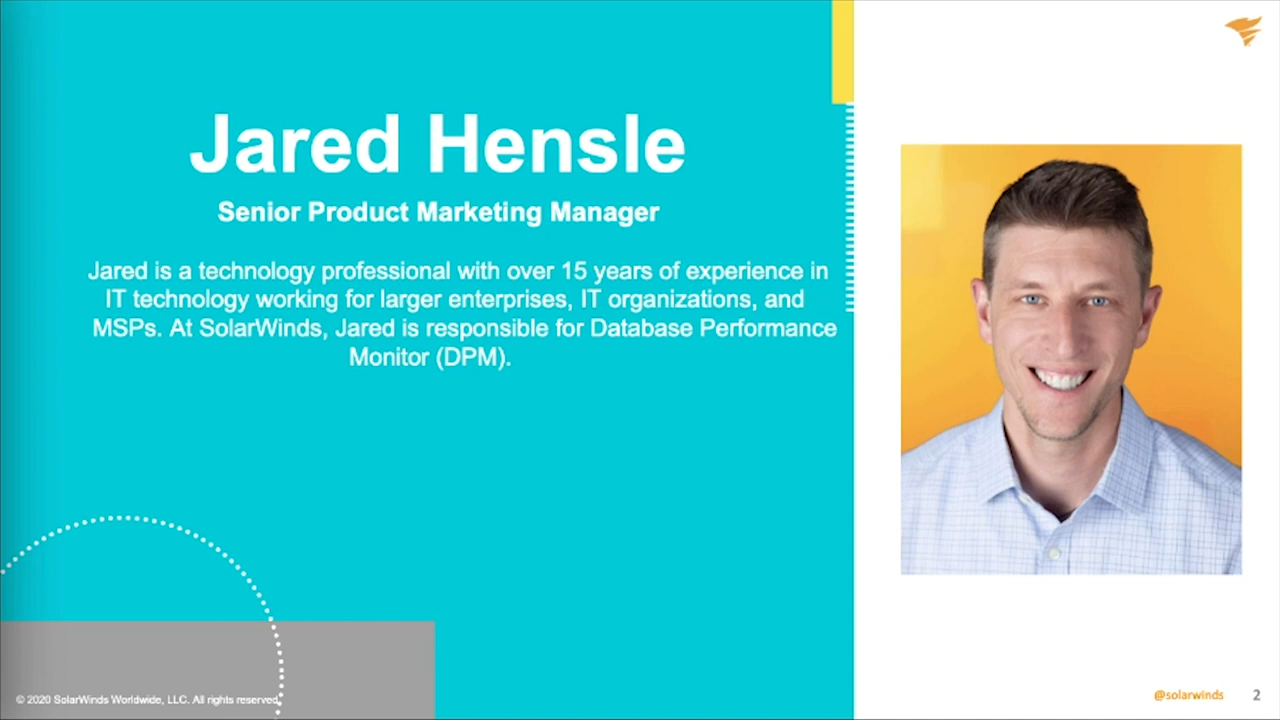 Jared Hensle
Senior Product Marketing Manager
Jared is a technology professional with over 15 years of experience in
IT technology working for larger enterprises, IT organizations, and
MSPs. At SolarWinds, Jared is responsible for Database Performance
Monitor (DPM).
© 2020 SolarWinds Worldwide, LLC. All rights reserved.
@solarwinds
2